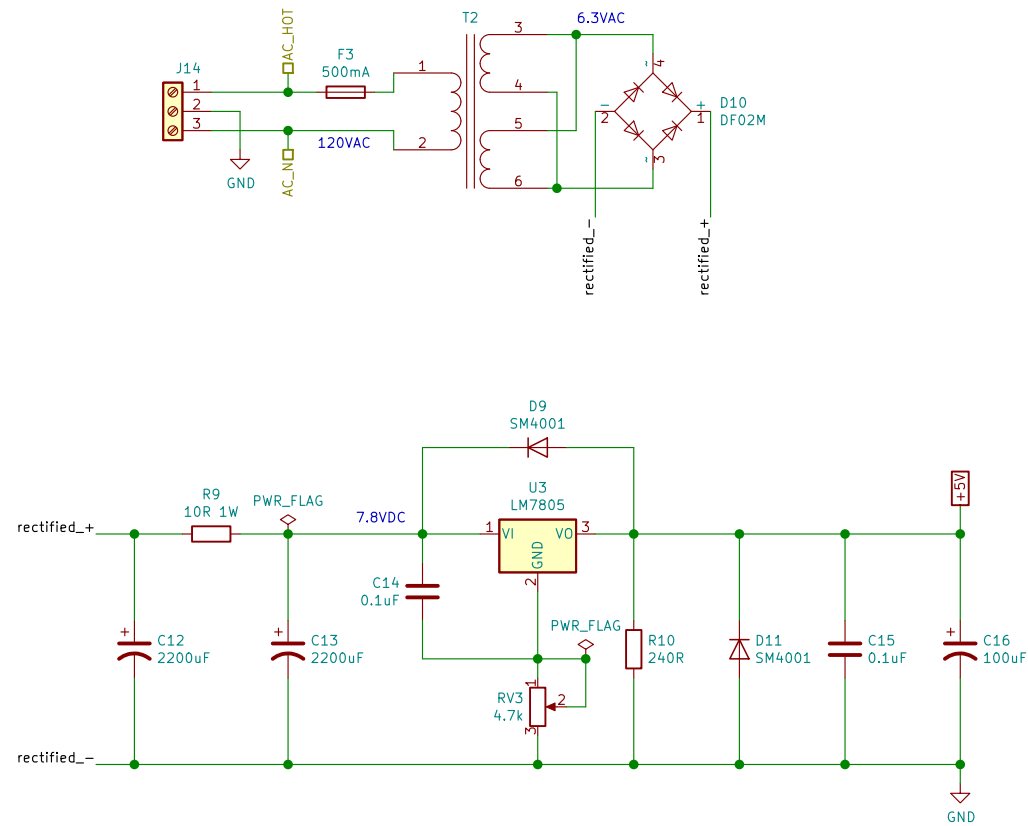 T2
6.3VAC
3
AC_HOT
F3
500mA
J14
1
2
3
1
2
120VAC
GND
AC_N
4
5
6
~
4
−
2
+
1
D10
DF02M
~
3
rectified_−
rectified_+
D9
SM4001
U3
LM7805
R9
10R 1W
PWR_FLAG
7.8VDC
rectified_+
1
VI
VO
3
GND
2
+5V
C14
0.1uF
PWR_FLAG
+
C12
2200uF
+
C13
2200uF
R10
240R
D11
SM4001
C15
0.1uF
+
C16
100uF
RV3
4.7k
1
2
3
rectified_−
GND